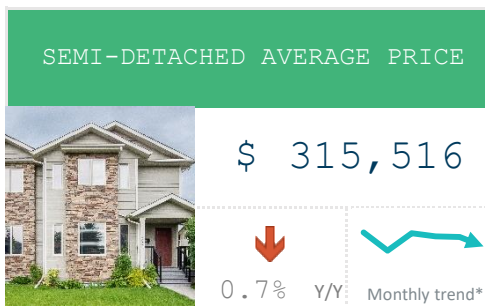 SEMI-DETACHED AVERAGE PRICE
$ 315,516
0.7% Y/Y
Monthly trend*